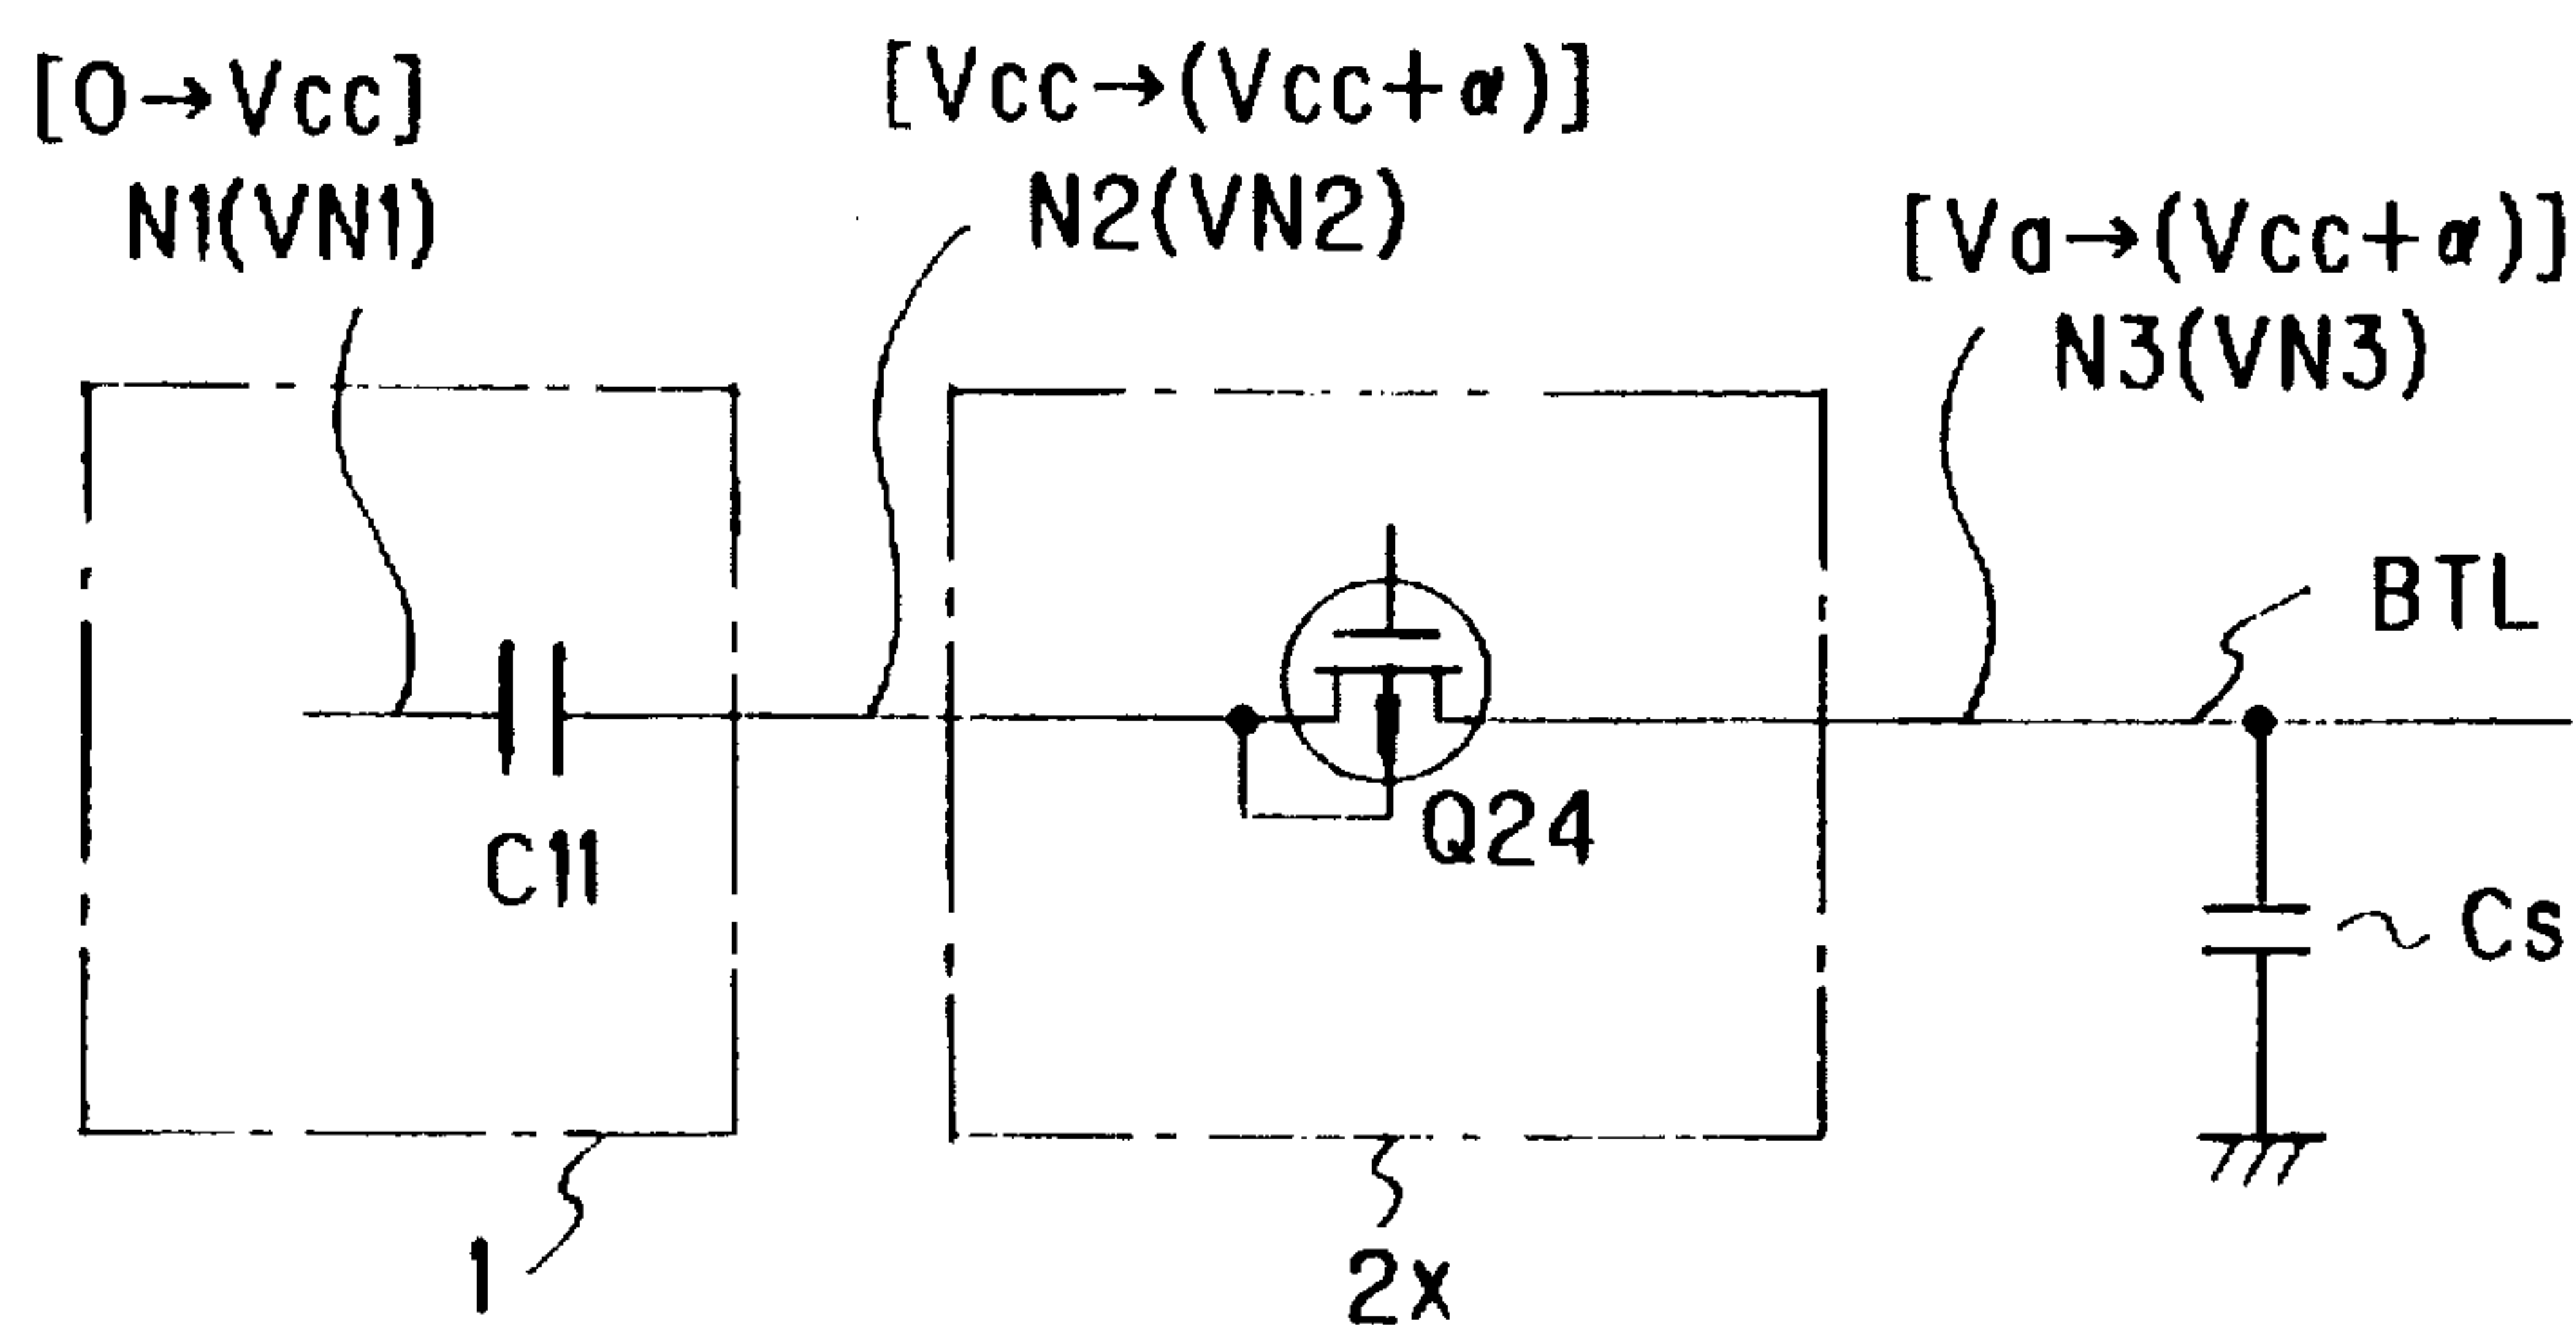 [0→Vcc]
N1(VN1)
[Vcc→(Vcc+α)]
N2(VN2)
[Va→(Vcc+α)]
N3(VN3)
BTL
C11
Q24
Cs
1
2x